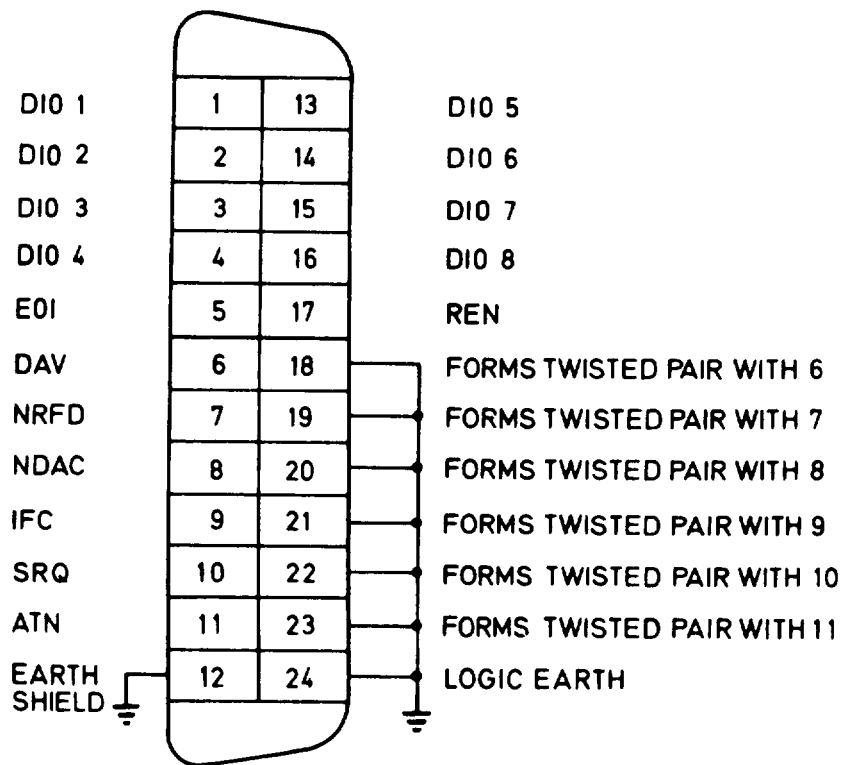 DIO 1 1 13 DIO 5
DIO 2 2 14 DIO 6
DIO 3 3 15 DIO 7
DIO 4 4 16 DIO 8
EOI 5 17 REN
DAV 6 18 FORMS TWISTED PAIR WITH 6
NRFD 7 19 FORMS TWISTED PAIR WITH 7
NDAC 8 20 FORMS TWISTED PAIR WITH 8
IFC 9 21 FORMS TWISTED PAIR WITH 9
SRQ 10 22 FORMS TWISTED PAIR WITH 10
ATN 11 23 FORMS TWISTED PAIR WITH 11
EARTH 12 24 LOGIC EARTH
SHIELD